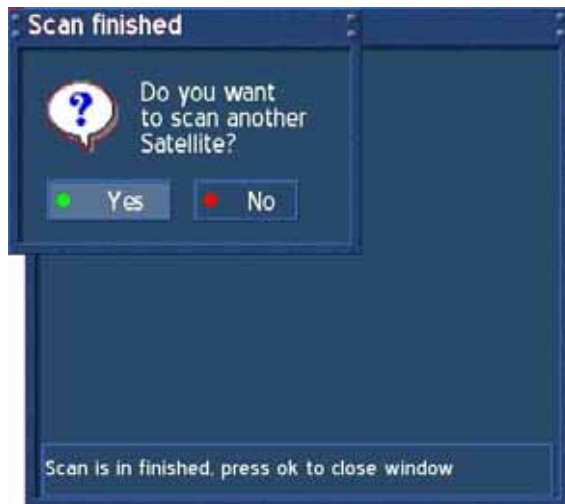 Scan finished
?
Do you want
to scan another
Satellite?
Yes
No
Scan is in finished, press ok to close window